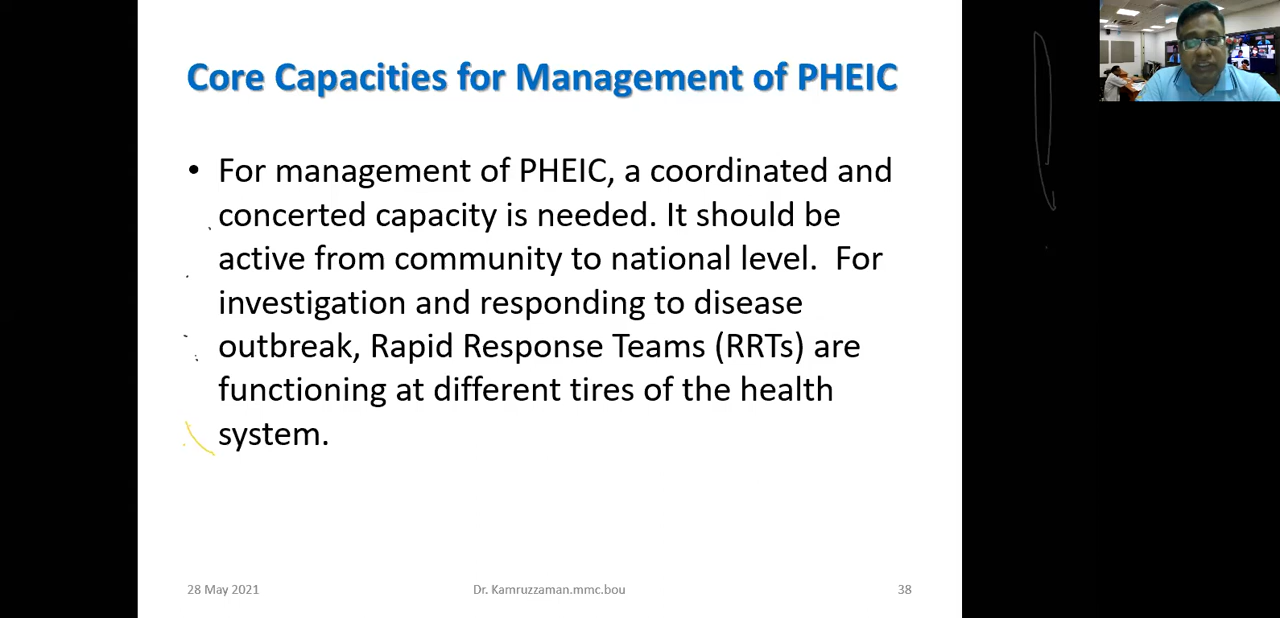 Core Capacities for Management of PHEIC
• For management of PHEIC, a coordinated and
concerted capacity is needed. It should be
active from community to national level.  For
investigation and responding to disease
outbreak, Rapid Response Teams (RRTs) are
functioning at different tires of the health
system.
28 May 2021
Dr. Kamruzzaman.mmc.bou
38